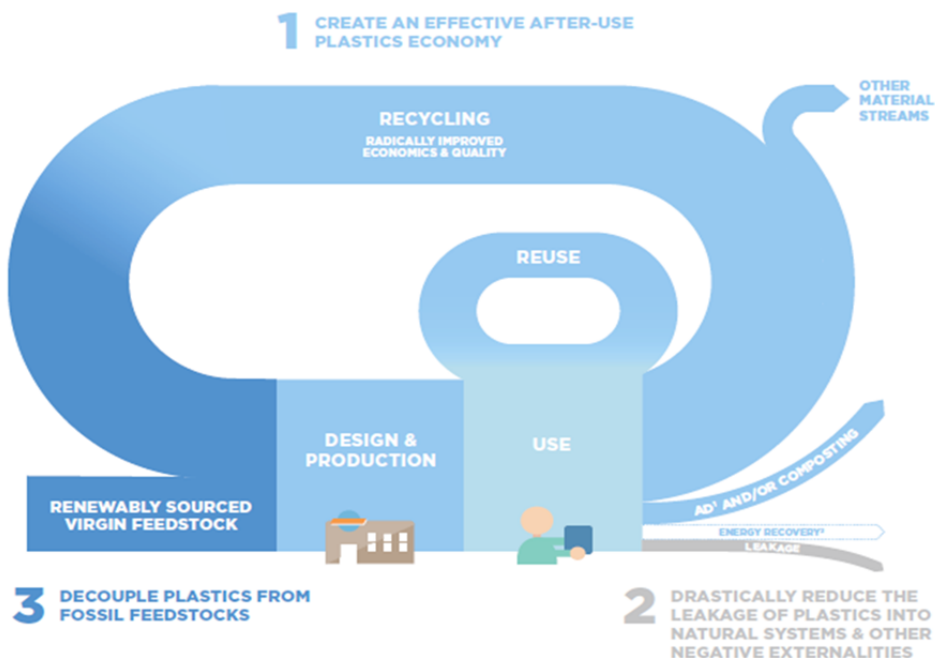 1 CREATE AN EFFECTIVE AFTER-USE
PLASTICS ECONOMY
OTHER
MATERIAL
STREAMS
RECYCLING
RADICALLY IMPROVED
ECONOMICS & QUALITY
REUSE
DESIGN &
PRODUCTION
USE
RENEWABLY SOURCED
VIRGIN FEEDSTOCK
AD¹ AND/OR COMPOSTING
ENERGY RECOVERY²
LEAKAGE
3 DECOUPLE PLASTICS FROM
FOSSIL FEEDSTOCKS
2 DRASTICALLY REDUCE THE
LEAKAGE OF PLASTICS INTO
NATURAL SYSTEMS & OTHER
NEGATIVE EXTERNALITIES